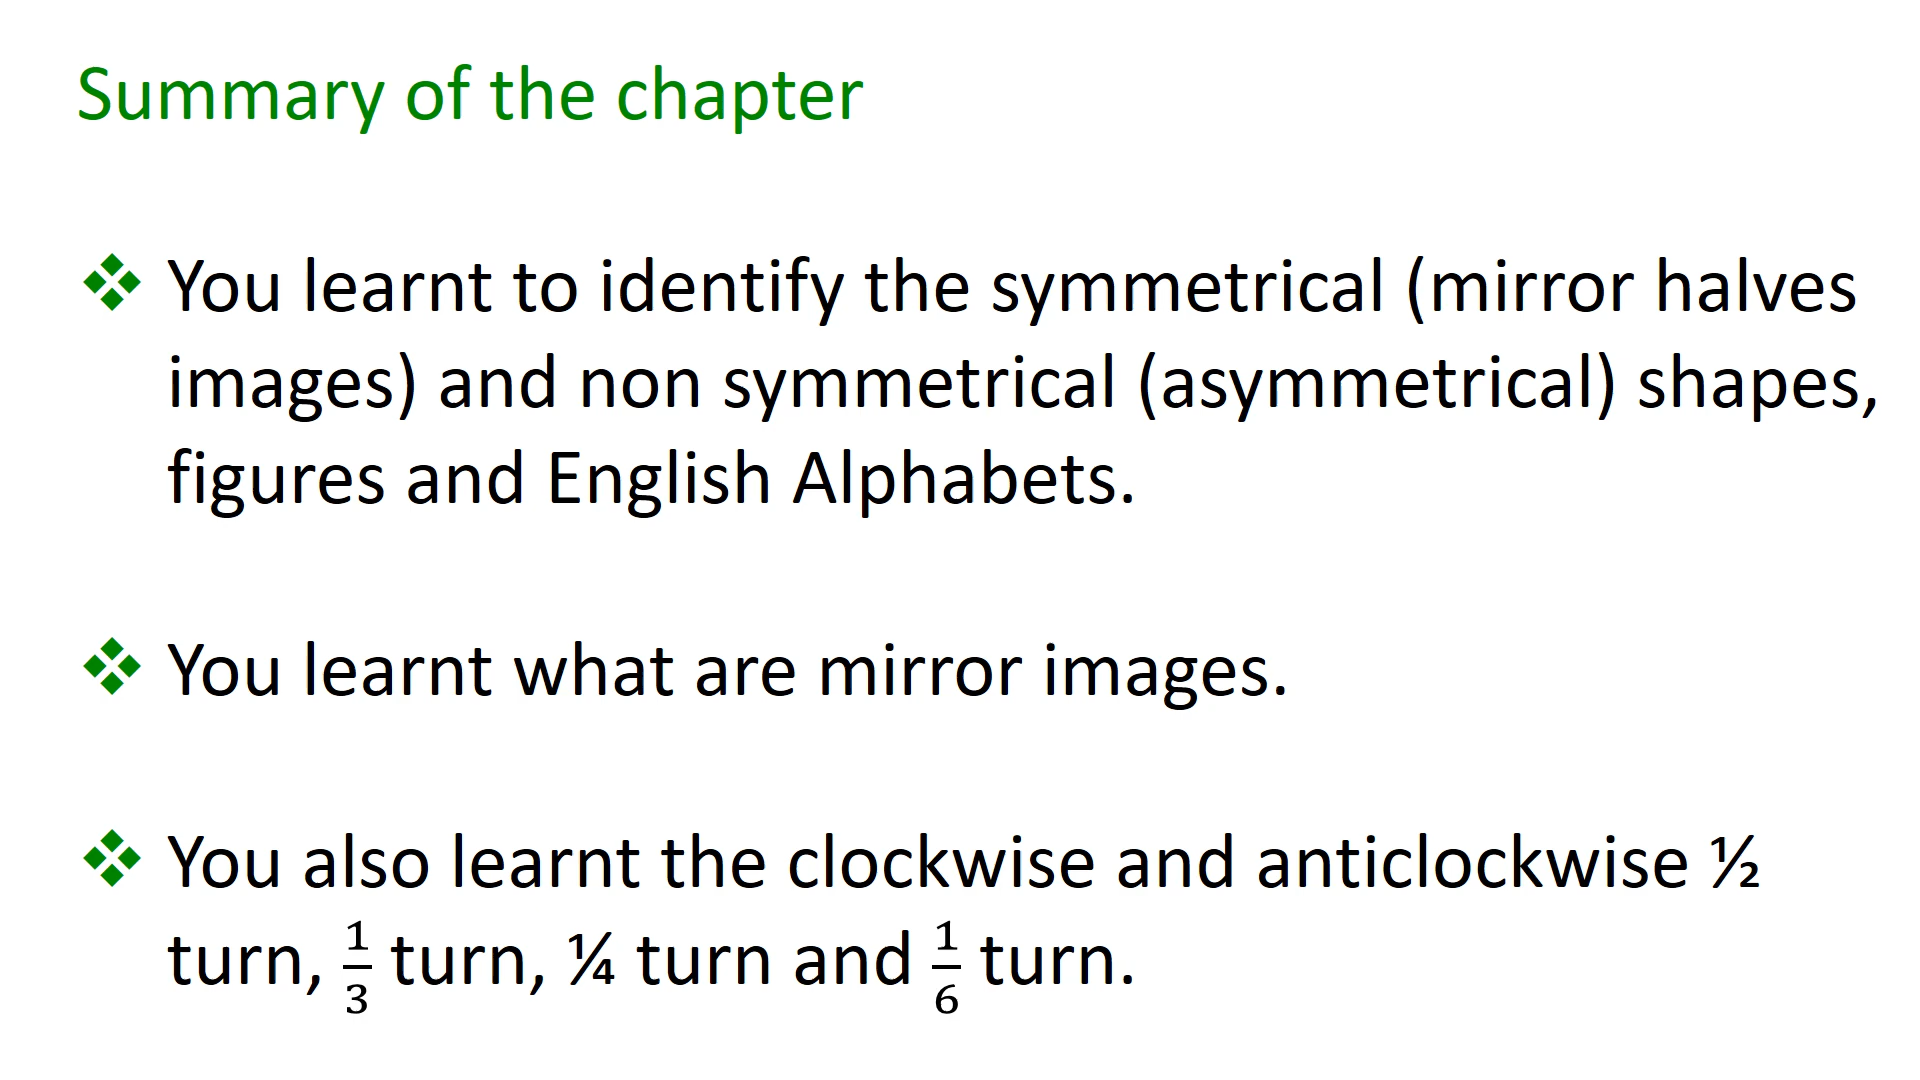 Summary of the chapter
❖ You learnt to identify the symmetrical (mirror halves
images) and non symmetrical (asymmetrical) shapes,
figures and English Alphabets.
❖ You learnt what are mirror images.
❖ You also learnt the clockwise and anticlockwise ½
turn, 1/3 turn, ¼ turn and 1/6 turn.